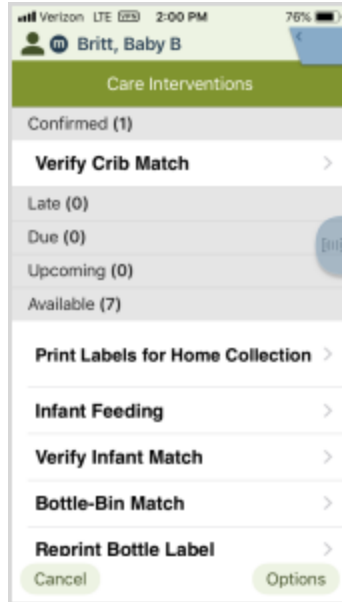 Verizon LTE 2:00 PM 76%
m Britt, Baby B
Care Interventions
Confirmed (1)
Verify Crib Match
Late (0)
Due (0)
Upcoming (0)
Available (7)
Print Labels for Home Collection
Infant Feeding
Verify Infant Match
Bottle-Bin Match
Reprint Bottle Label
Cancel Options